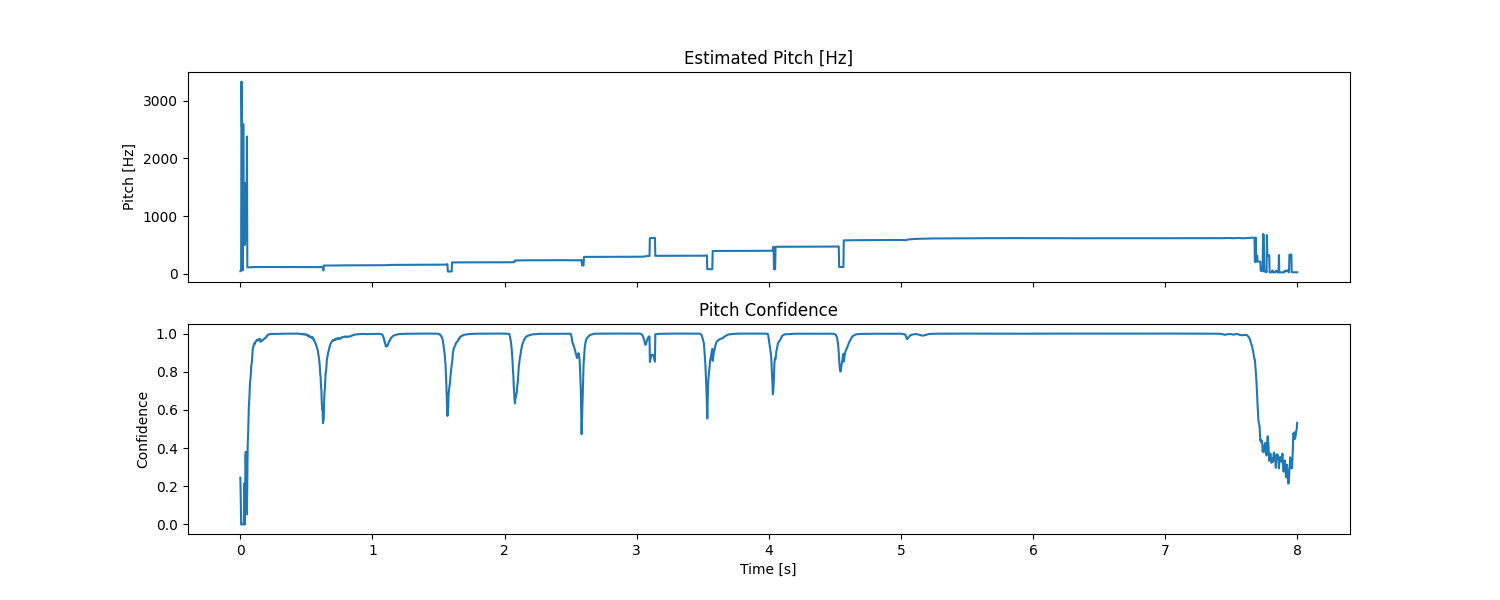 Estimated Pitch [Hz]
3000
2000
1000
0
Pitch [Hz]
Pitch Confidence
1.0
0.8
0.6
0.4
0.2
0.0
Confidence
0 1 2 3 4 5 6 7 8
Time [s]